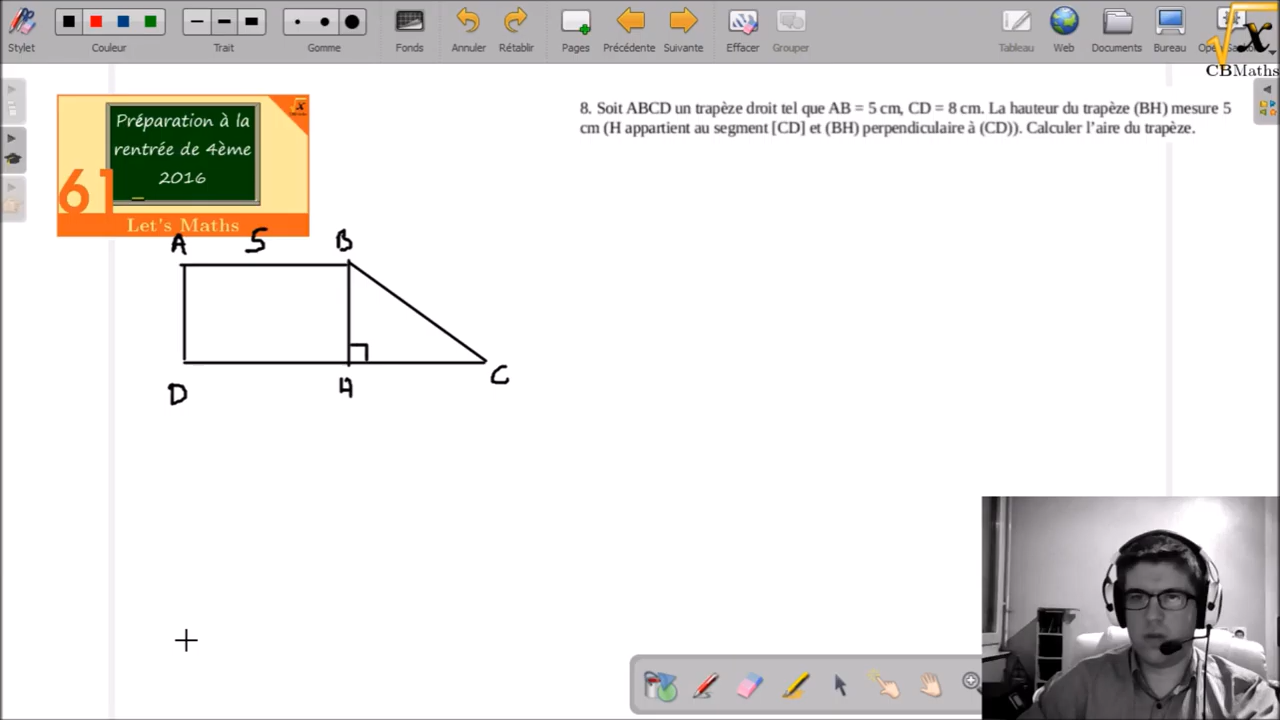 Stylet
Couleur
Trait
Gomme
Fonds
Annuler
Rétablir
Pages
Précédente
Suivante
Effacer
Grouper
Tableau
Web
Documents
Bureau
x
CBMaths
Préparation à la
rentrée de 4ème
2016
61
Let's Maths
8. Soit ABCD un trapèze droit tel que AB = 5 cm, CD = 8 cm. La hauteur du trapèze (BH) mesure 5
cm (H appartient au segment [CD] et (BH) perpendiculaire à (CD)). Calculer l'aire du trapèze.
A 5 B
D H C